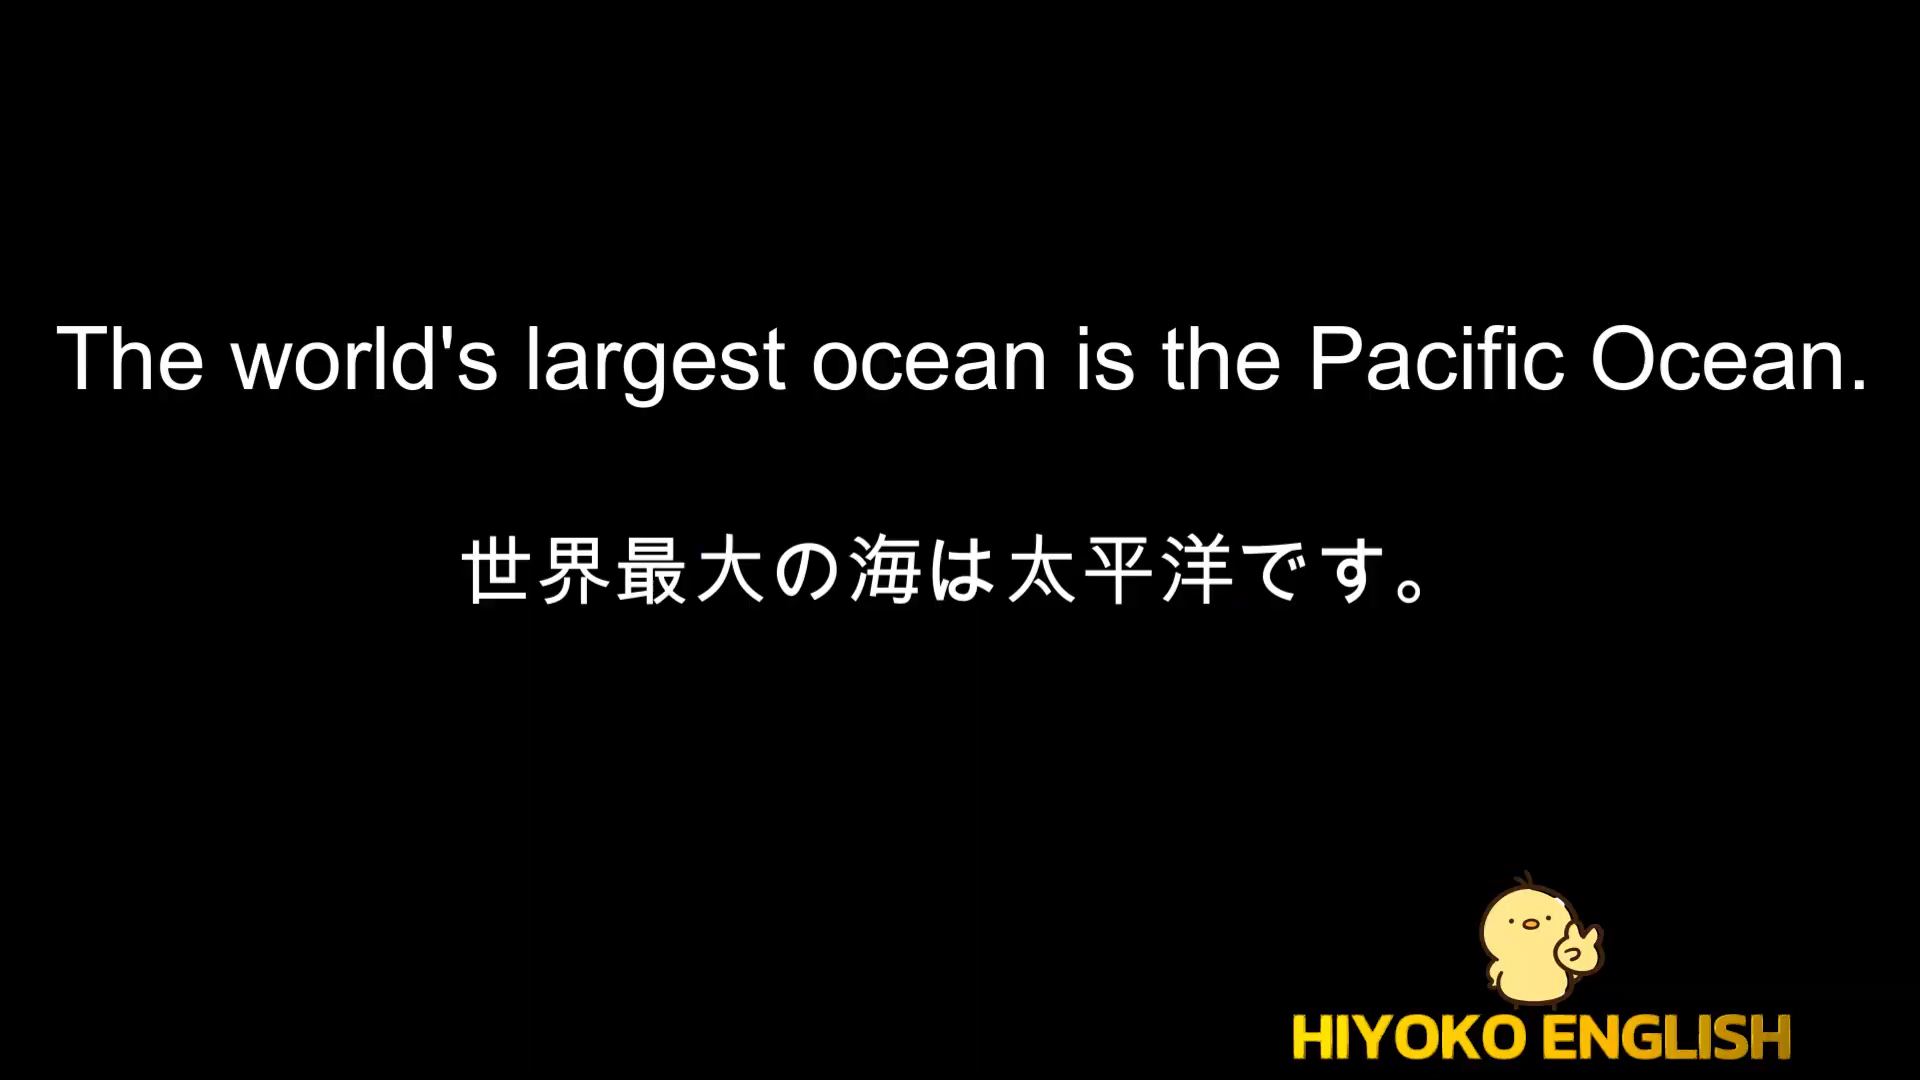 The world's largest ocean is the Pacific Ocean.
世界最大の海は太平洋です。
HIYOKO ENGLISH